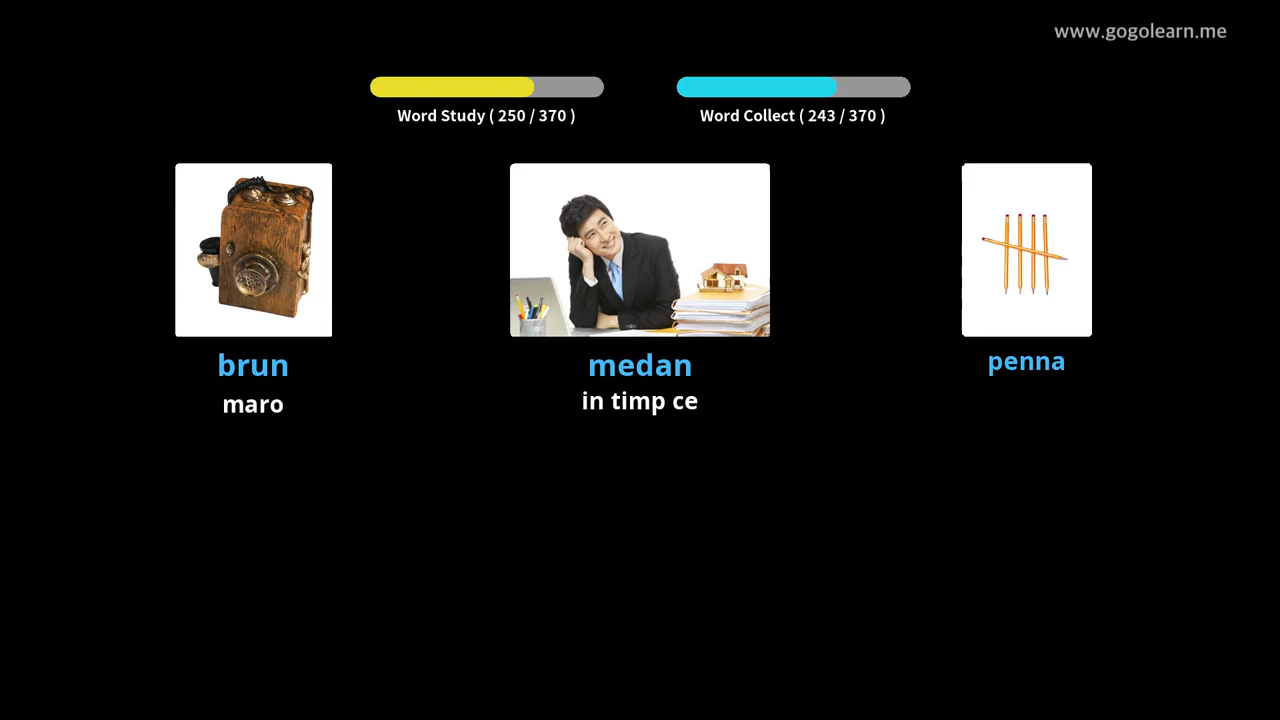 www.gogolearn.me
Word Study ( 250 / 370 )
Word Collect ( 243 / 370 )
brun
maro
medan
in timp ce
penna